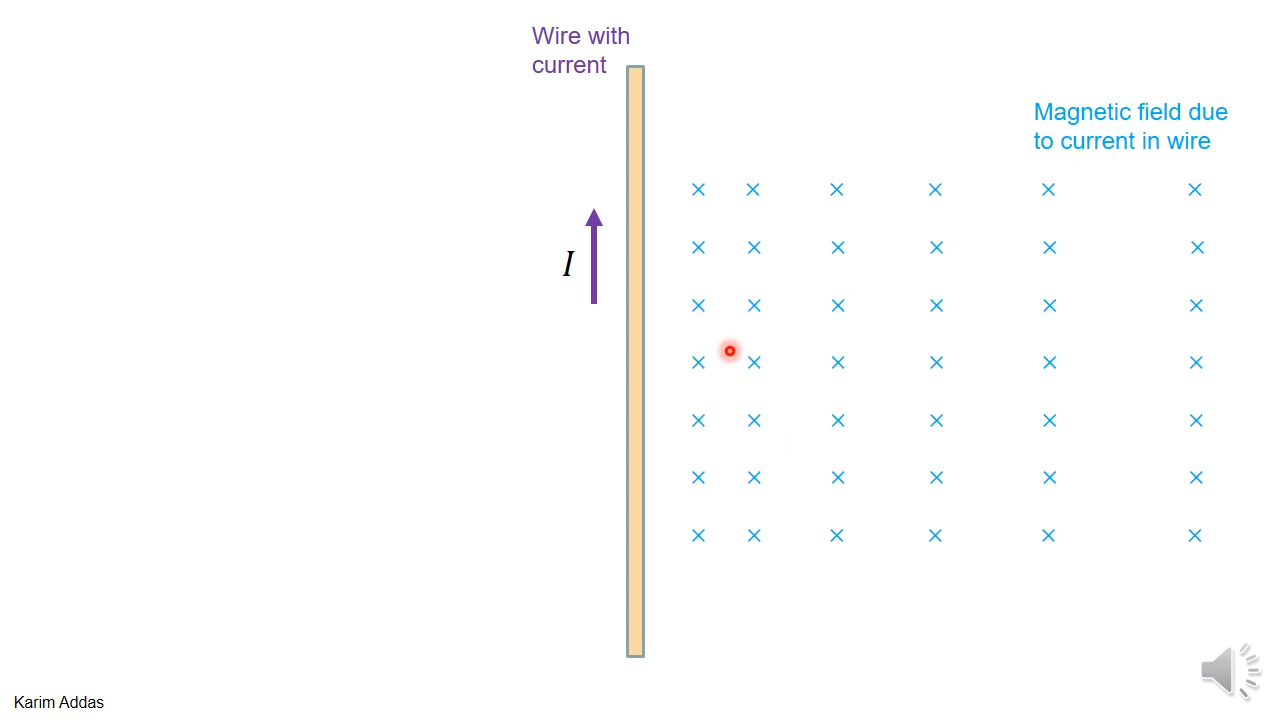 Wire with
current
Magnetic field due
to current in wire
× × × × × ×
× × × × × ×
I
× × × × × ×
× × × × × ×
× × × × × ×
× × × × × ×
× × × × × ×
Karim Addas